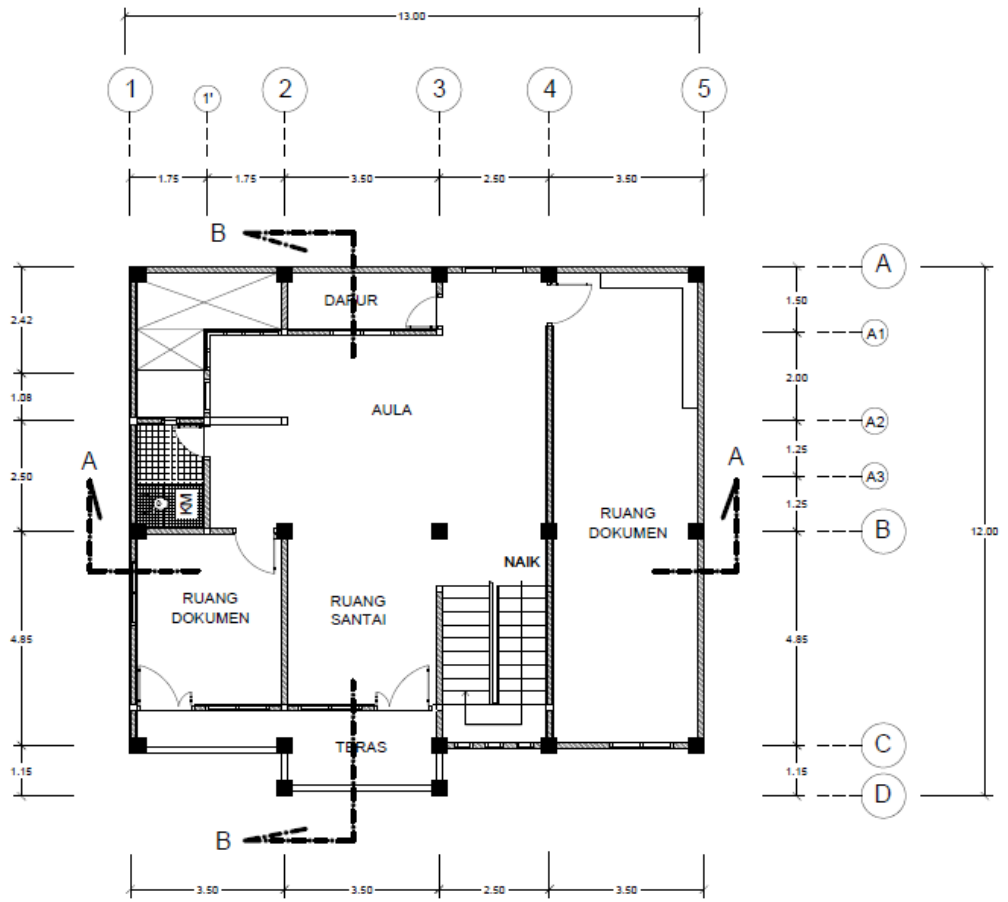 13.00
1
1'
2
3
4
5
1.75
1.75
3.50
2.50
3.50
B
A
DAPUR
2.42
1.50
A1
1.08
2.00
AULA
A2
1.25
A
A
A3
2.50
KM
1.25
RUANG
DOKUMEN
B
12.00
NAIK
RUANG
DOKUMEN
RUANG
SANTAI
4.85
4.85
TERAS
C
1.15
1.15
D
B
3.50
3.50
2.50
3.50